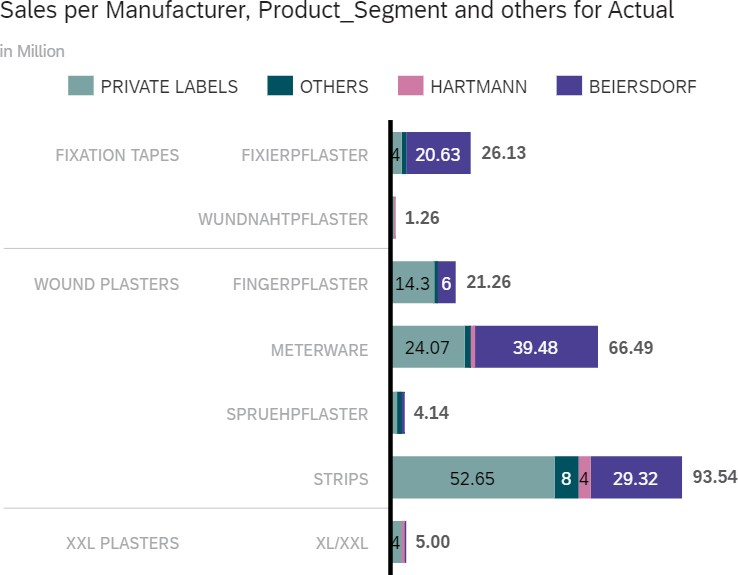 Sales per Manufacturer, Product_Segment and others for Actual
in Million
PRIVATE LABELS OTHERS HARTMANN BEIERSDORF
FIXATION TAPES FIXIERPFLASTER 4 20.63 26.13
WUNDNAHTPFLASTER 1.26
WOUND PLASTERS FINGERPFLASTER 14.3 6 21.26
METERWARE 24.07 39.48 66.49
SPRUEHPFLASTER 4.14
STRIPS 52.65 8 4 29.32 93.54
XXL PLASTERS XL/XXL 4 5.00